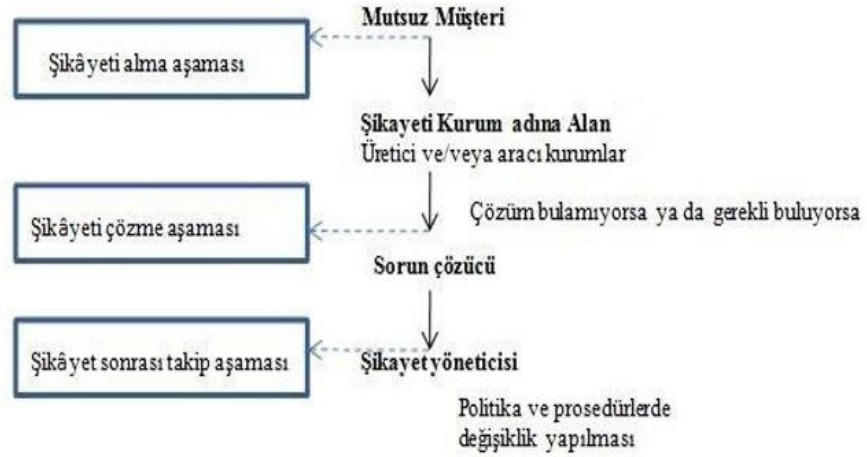 Mutsuz Müşteri
Şikâyeti alma aşaması
Şikayeti Kurum adına Alan
Üretici ve/veya aracı kurumlar
Çözüm bulamıyorsa ya da gerekli buluyorsa
Şikâyeti çözme aşaması
Sorun çözücü
Şikâyet sonrası takip aşaması
Şikayet yöneticisi
Politika ve prosedürlerde
değişiklik yapılması